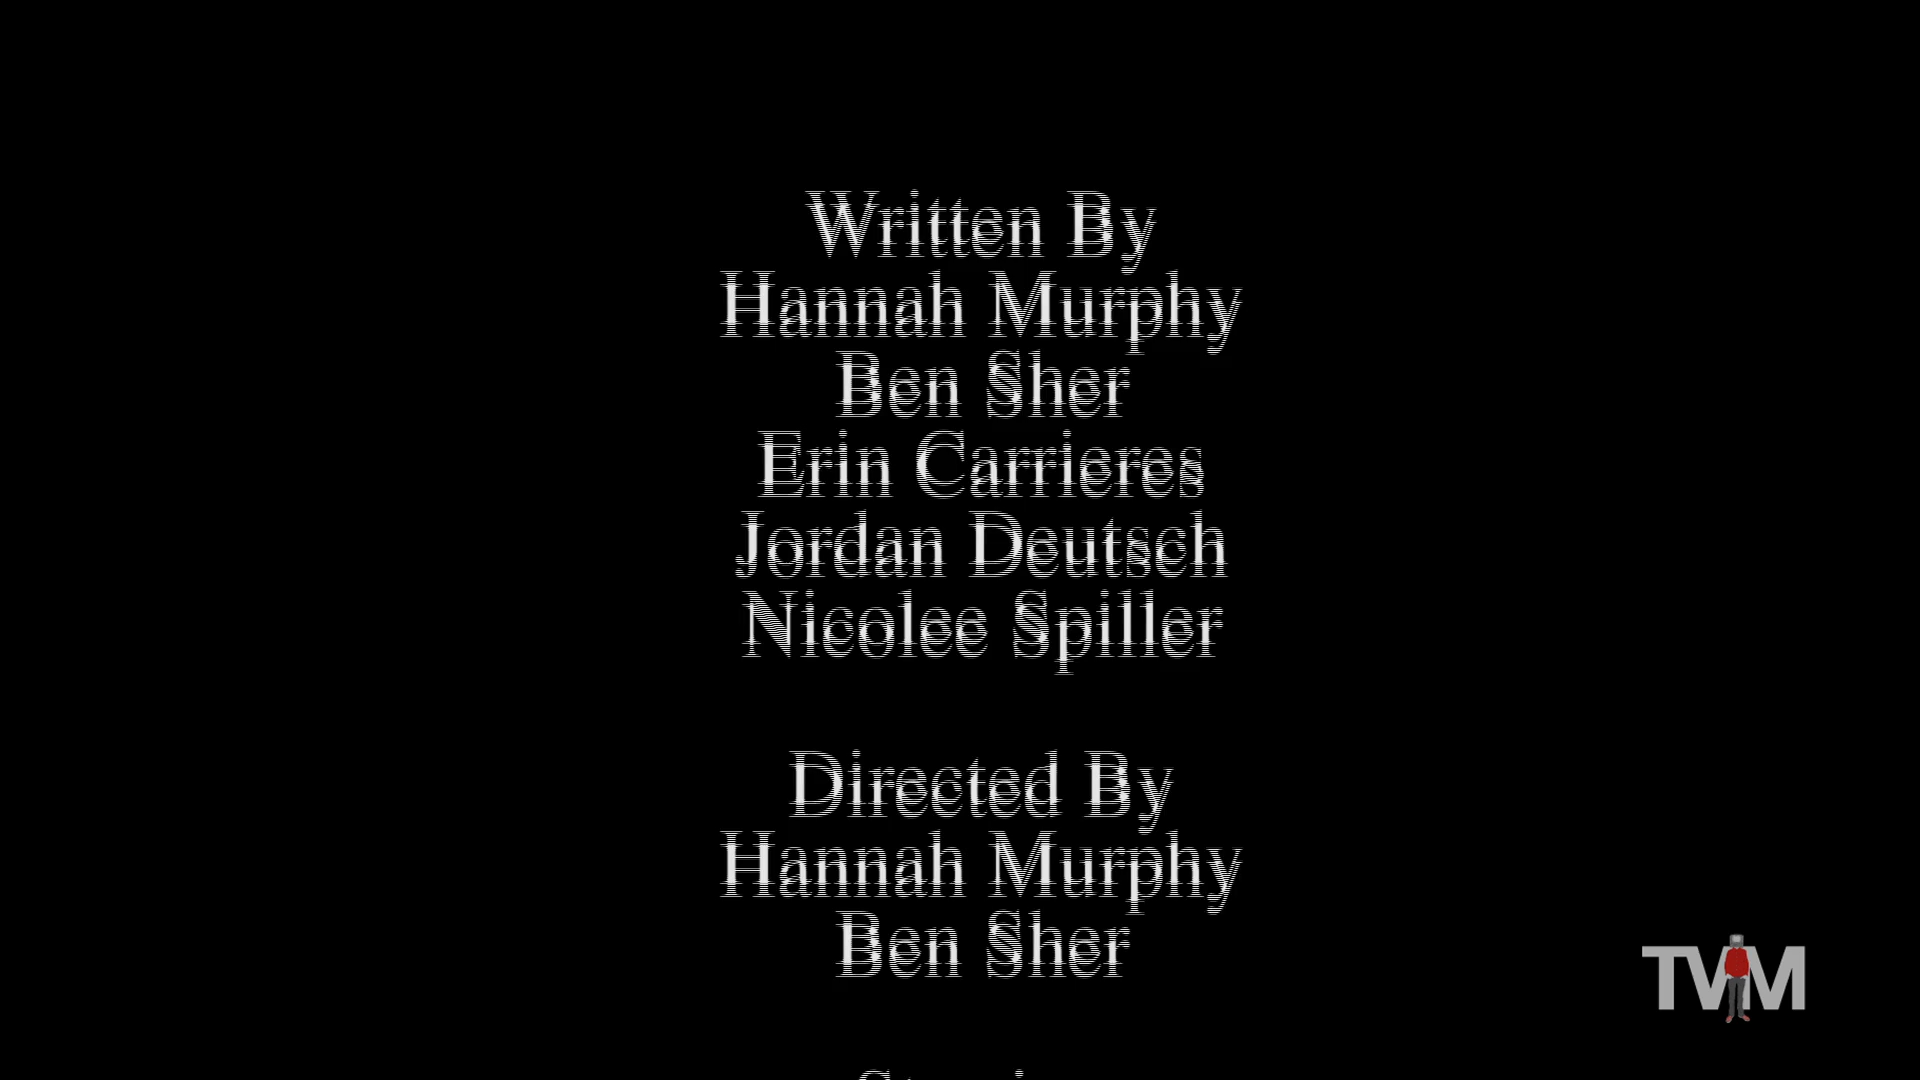 Written By
Hannah Murphy
Ben Sher
Erin Carrieres
Jordan Deutsch
Nicolee Spiller
Directed By
Hannah Murphy
Ben Sher
TVM